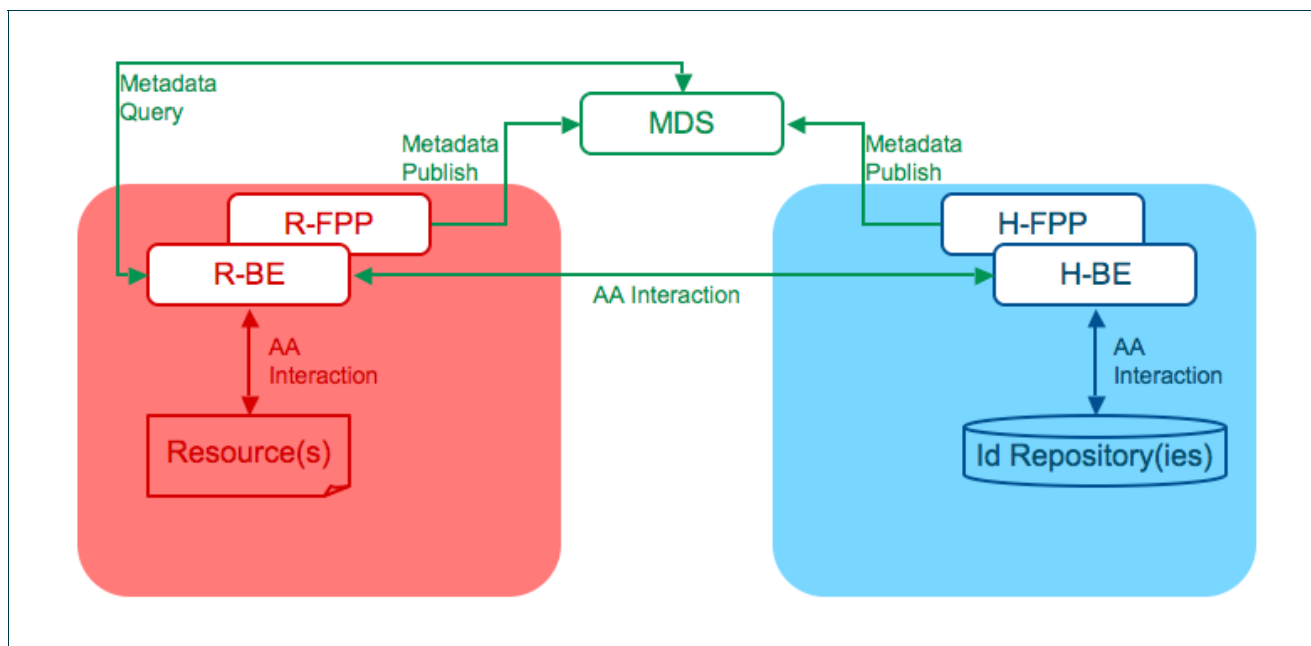 Metadata
Query
MDS
Metadata
Publish
Metadata
Publish
R-FPP
H-FPP
R-BE
H-BE
AA Interaction
AA
Interaction
AA
Interaction
Resource(s)
Id Repository(ies)